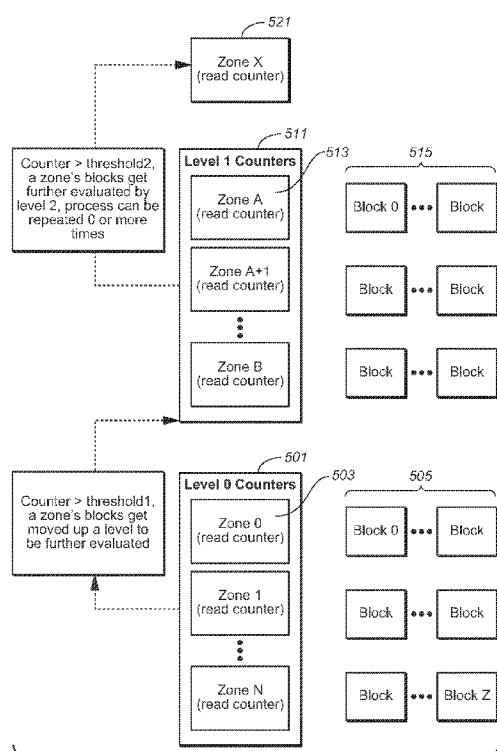 521
Zone X
(read counter)
511
Counter > threshold2,
a zone's blocks get
further evaluated by
level 2, process can be
repeated 0 or more
times
Level 1 Counters
513
515
Zone A
(read counter)
Block 0
Block
Zone A+1
(read counter)
Block
Block
Zone B
(read counter)
Block
Block
501
Counter > threshold1,
a zone's blocks get
moved up a level to
be further evaluated
Level 0 Counters
503
505
Zone 0
(read counter)
Block 0
Block
Zone 1
(read counter)
Block
Block
Zone N
(read counter)
Block
Block Z